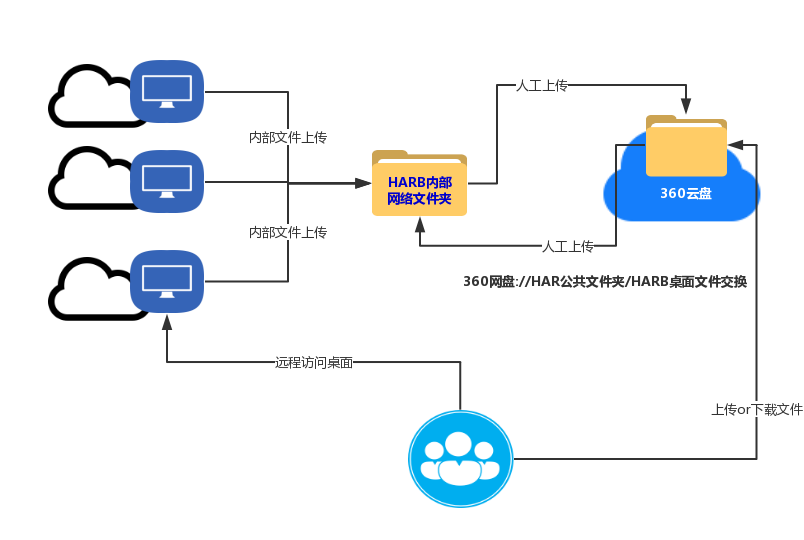 人工上传
内部文件上传
HARB内部
网络文件夹
360云盘
内部文件上传
人工上传
360网盘://HAR公共文件夹/HARB桌面文件交换
远程访问桌面
上传or下载文件